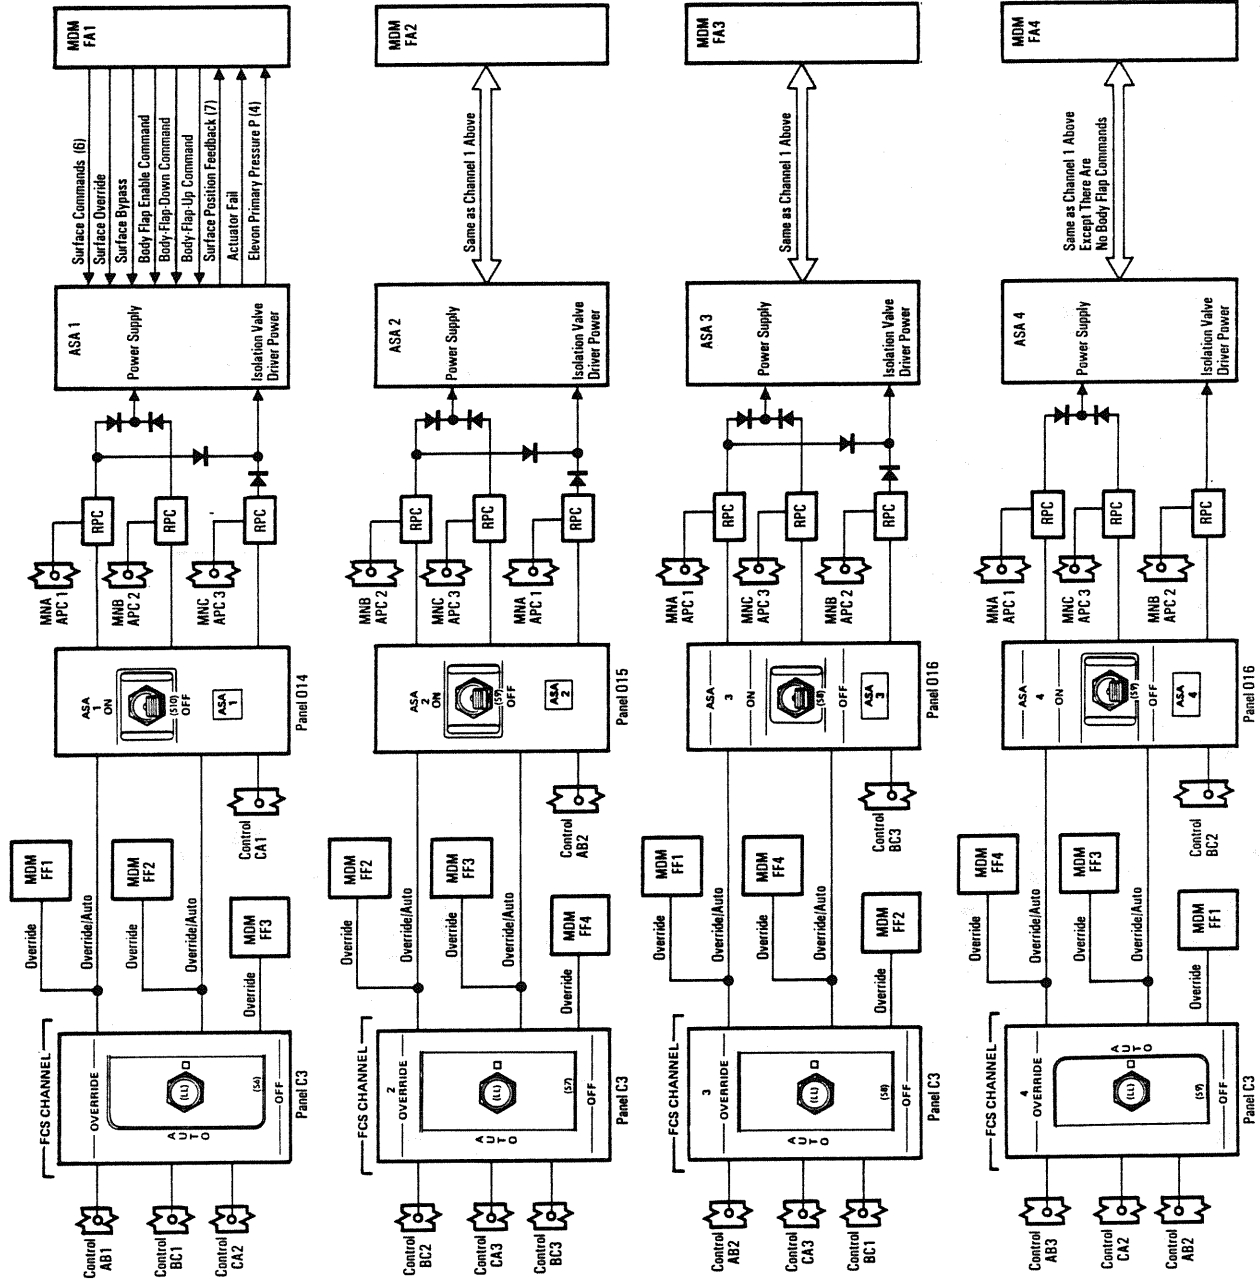 MDM
FA1
Surface Commands (6)
Surface Override
Surface Bypass
Body Flap Enable Command
Body-Flap-Down Command
Body-Flap-Up Command
Surface Position Feedback (7)
Actuator Fail
Elevon Primary Pressure P (4)
ASA 1
Power Supply
Isolation Valve
Driver Power
RPC
RPC
RPC
MNA
APC 1
MNB
APC 2
MNC
APC 3
ASA
1
ON
(S10)
OFF
ASA
1
Panel O14
Control
CA1
MDM
FF1
MDM
FF2
MDM
FF3
Override
Override/Auto
Override
Override/Auto
Override
FCS CHANNEL
OVERRIDE
AUTO
(LL)
(S6)
OFF
Panel C3
Control
AB1
Control
BC1
Control
CA2
MDM
FA2
Same as Channel 1 Above
ASA 2
Power Supply
Isolation Valve
Driver Power
RPC
RPC
RPC
MNB
APC 2
MNC
APC 3
MNA
APC 1
ASA
2
ON
(S9)
OFF
ASA
2
Panel O15
Control
AB2
MDM
FF2
MDM
FF3
MDM
FF4
Override
Override/Auto
Override
Override/Auto
Override
FCS CHANNEL
2
OVERRIDE
AUTO
(LL)
(S7)
OFF
Panel C3
Control
BC2
Control
CA3
Control
BC3
MDM
FA3
Same as Channel 1 Above
ASA 3
Power Supply
Isolation Valve
Driver Power
RPC
RPC
RPC
MNA
APC 1
MNC
APC 3
MNB
APC 2
ASA
3
ON
(S8)
OFF
ASA
3
Panel O16
Control
BC3
MDM
FF1
MDM
FF4
MDM
FF2
Override
Override/Auto
Override
Override/Auto
Override
FCS CHANNEL
3
OVERRIDE
AUTO
(LL)
(S8)
OFF
Panel C3
Control
AB2
Control
CA3
Control
BC1
MDM
FA4
Same as Channel 1 Above
Except There Are
No Body Flap Commands
ASA 4
Power Supply
Isolation Valve
Driver Power
RPC
RPC
RPC
MNA
APC 1
MNC
APC 3
MNB
APC 2
ASA
4
ON
(S9)
OFF
ASA
4
Panel O16
Control
BC2
MDM
FF4
MDM
FF3
MDM
FF1
Override
Override/Auto
Override
Override/Auto
Override
FCS CHANNEL
4
OVERRIDE
AUTO
(LL)
(S9)
OFF
Panel C3
Control
AB3
Control
CA2
Control
AB2